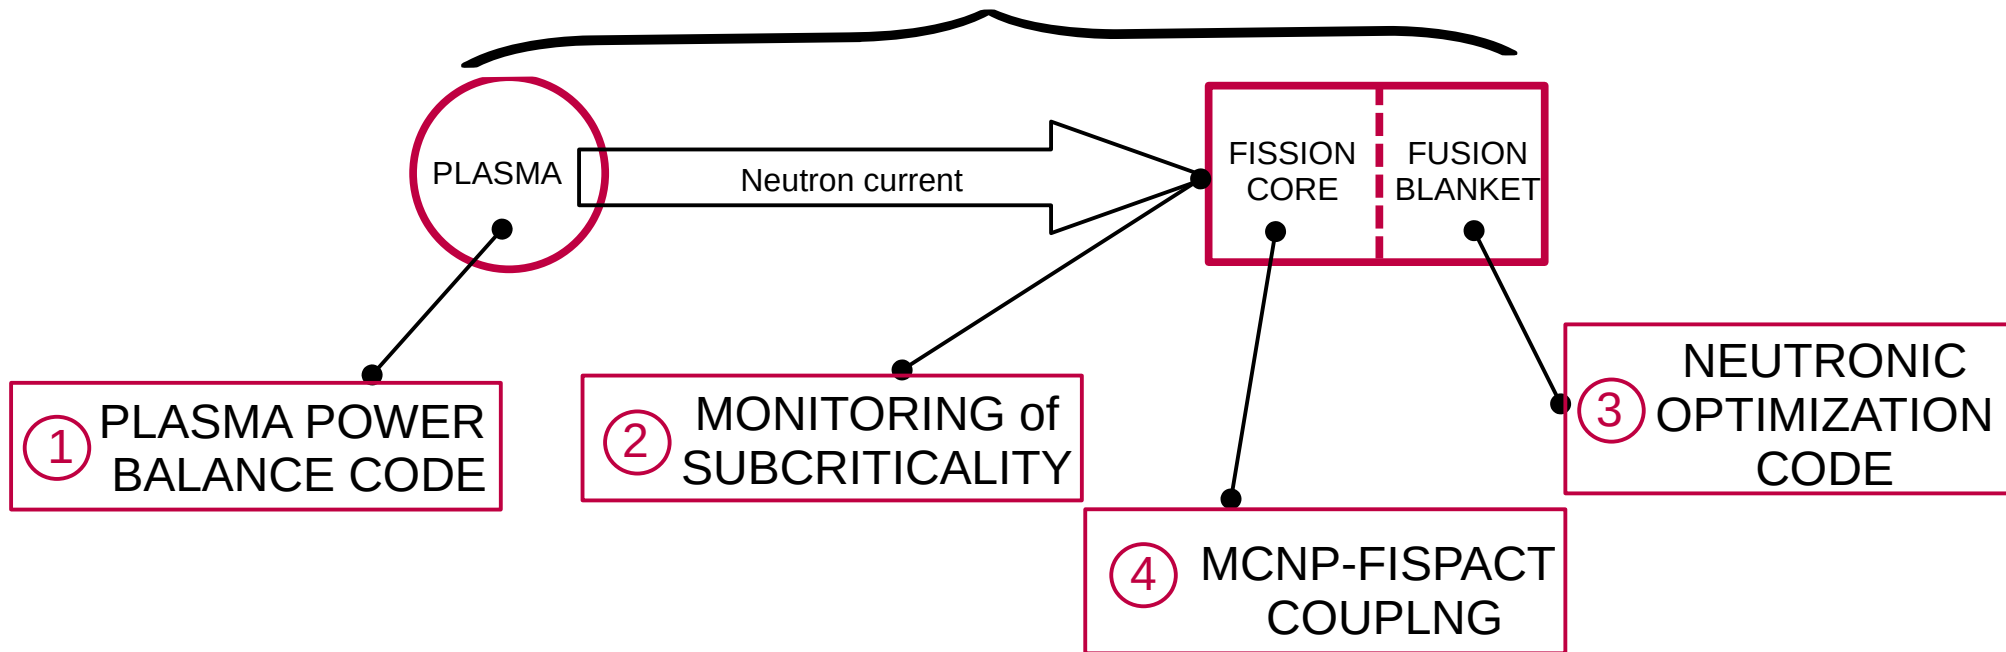 PLASMA
Neutron current
FISSION
CORE
FUSION
BLANKET
1
PLASMA POWER
BALANCE CODE
2
MONITORING of
SUBCRITICALITY
3
NEUTRONIC
OPTIMIZATION
CODE
4
MCNP-FISPACT
COUPLNG